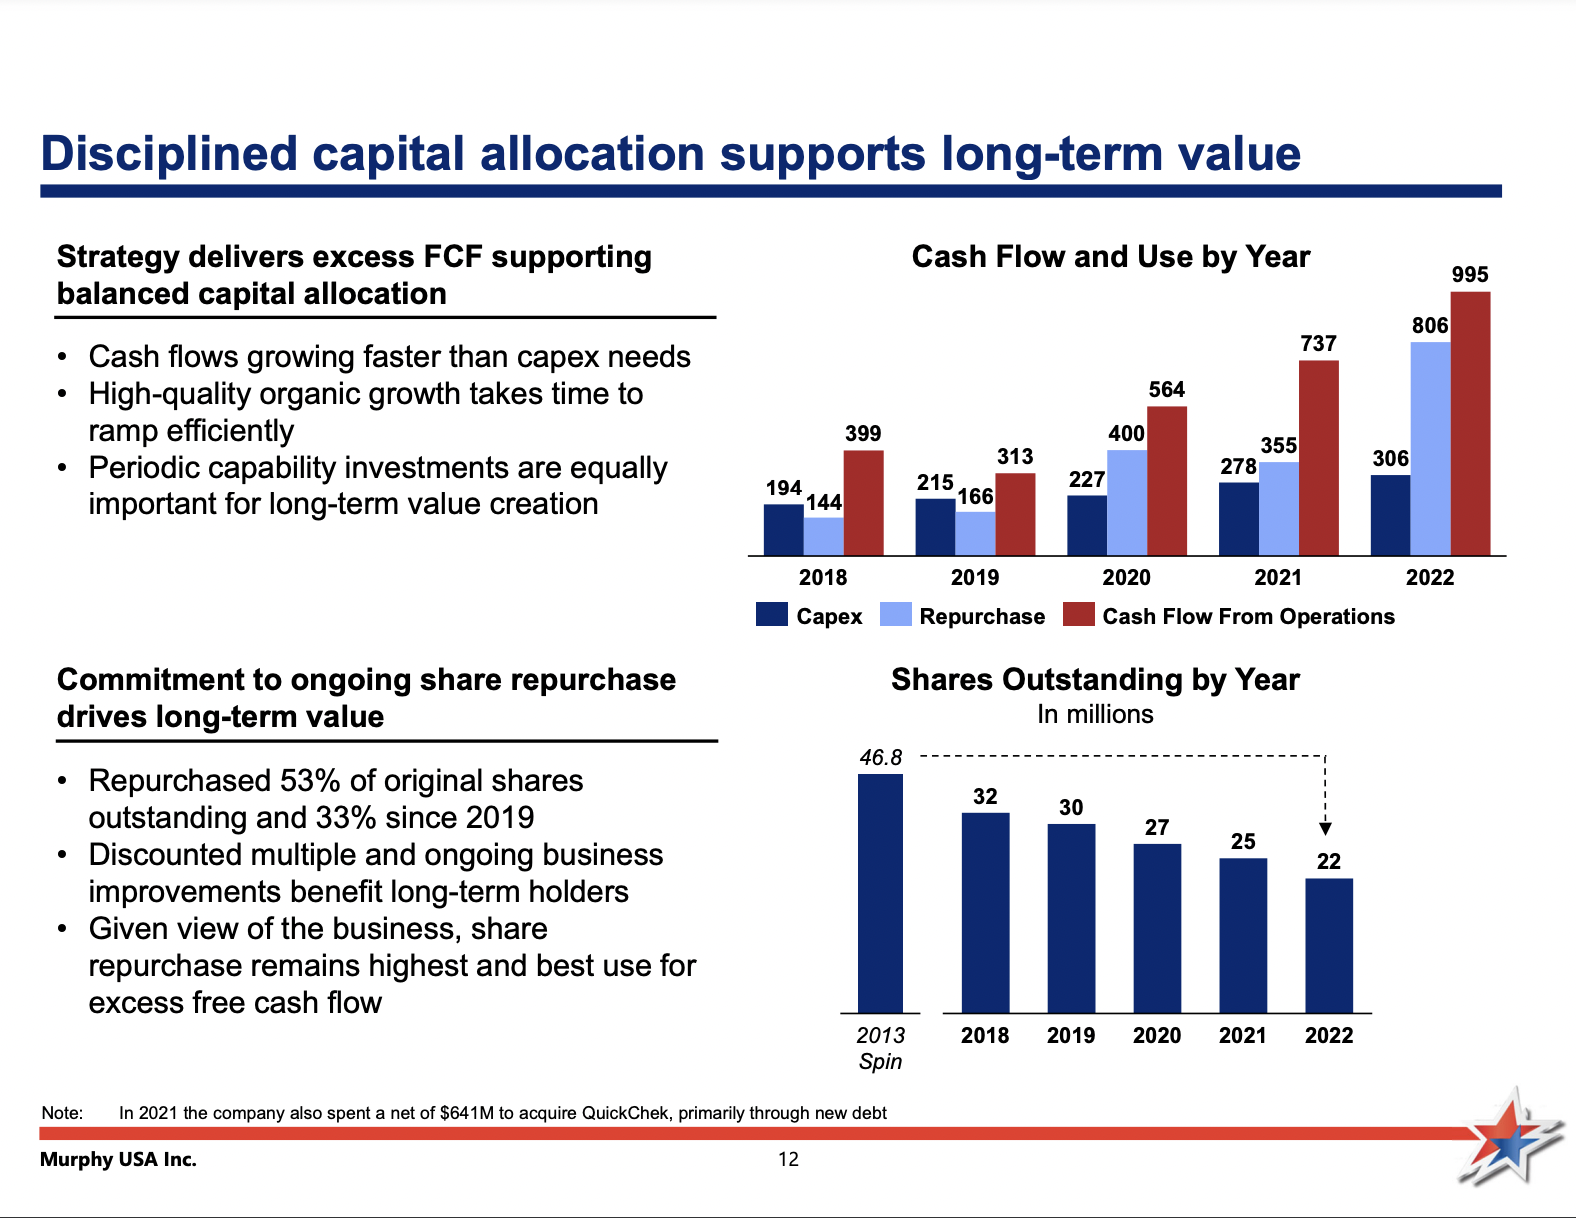 Disciplined capital allocation supports long-term value
Strategy delivers excess FCF supporting
balanced capital allocation
• Cash flows growing faster than capex needs
• High-quality organic growth takes time to
ramp efficiently
• Periodic capability investments are equally
important for long-term value creation
Cash Flow and Use by Year
194 144 399
215 166 313
227 400 564
278 355 737
306 806 995
2018 2019 2020 2021 2022
Capex Repurchase Cash Flow From Operations
Commitment to ongoing share repurchase
drives long-term value
• Repurchased 53% of original shares
outstanding and 33% since 2019
• Discounted multiple and ongoing business
improvements benefit long-term holders
• Given view of the business, share
repurchase remains highest and best use for
excess free cash flow
Shares Outstanding by Year
In millions
46.8 32 30 27 25 22
2013 2018 2019 2020 2021 2022
Spin
Note: In 2021 the company also spent a net of $641M to acquire QuickChek, primarily through new debt
Murphy USA Inc. 12